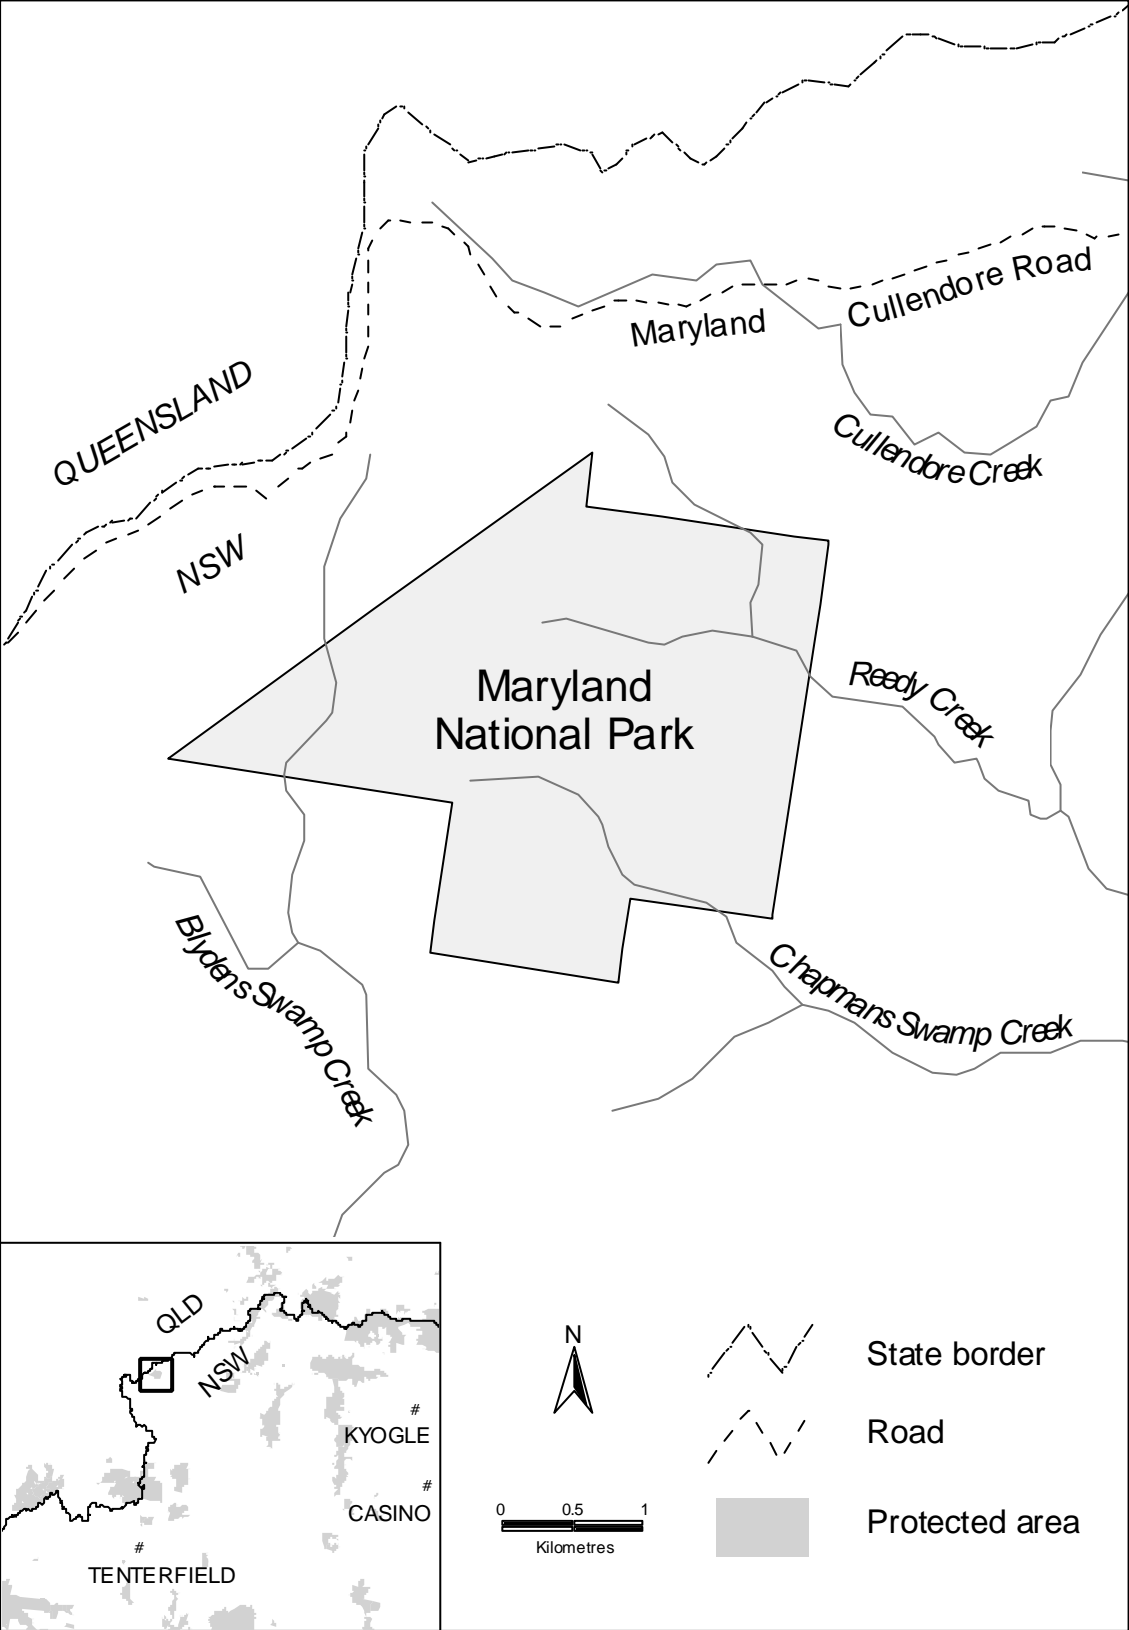 Cullendore Road
Maryland
QUEENSLAND
Cullendore Creek
NSW
Reedy Creek
Maryland
National Park
Blydens Swamp Creek
Chapmans Swamp Creek
QLD
NSW
#
KYOGLE
#
CASINO
#
TENTERFIELD
N
0 0.5 1
Kilometres
State border
Road
Protected area